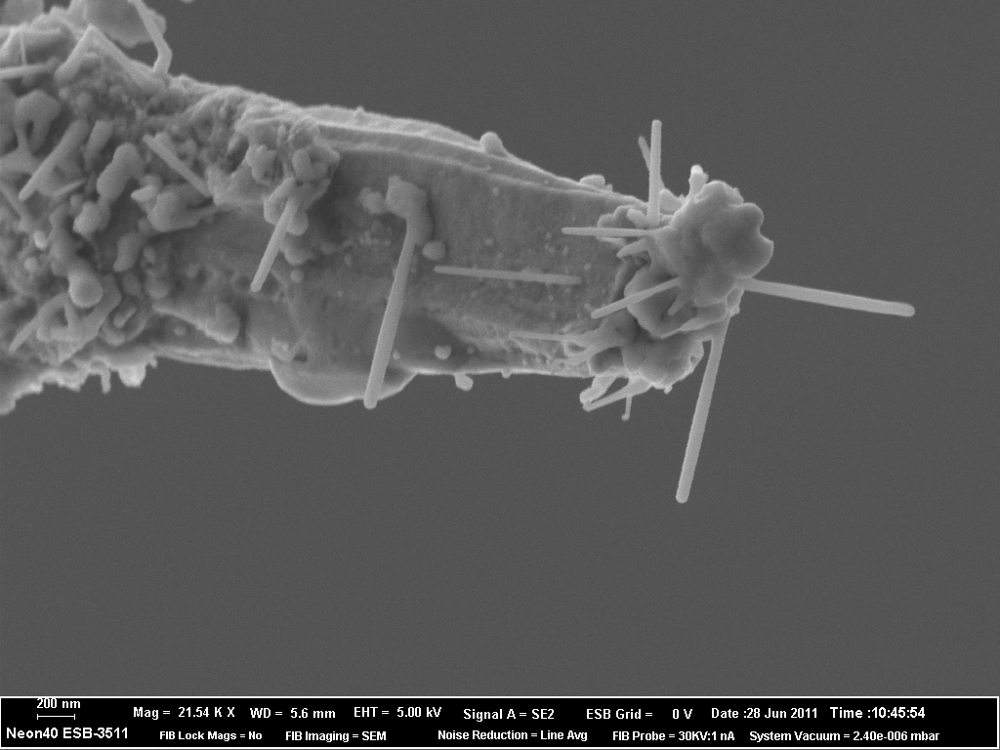 200 nm
Mag = 21.54 K X WD = 5.6 mm EHT = 5.00 kV Signal A = SE2 ESB Grid = 0 V Date :28 Jun 2011 Time :10:45:54
Neon40 ESB-3511 FIB Lock Mags = No FIB Imaging = SEM Noise Reduction = Line Avg FIB Probe = 30KV:1 nA System Vacuum = 2.40e-006 mbar